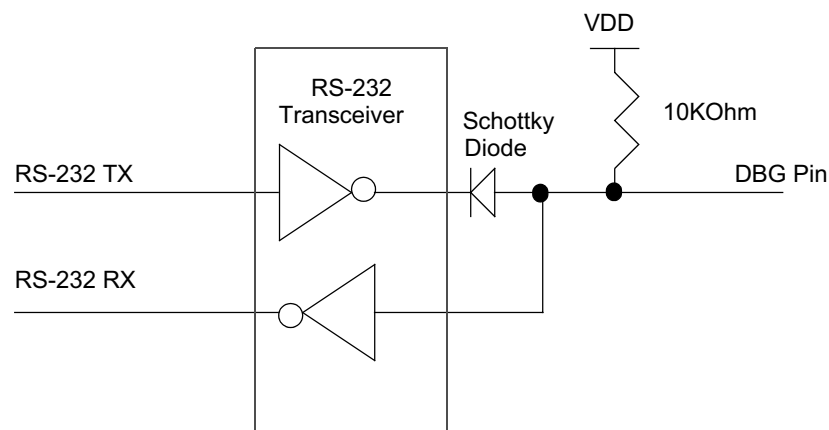 VDD
RS-232
Transceiver
Schottky
Diode
10KOhm
RS-232 TX
DBG Pin
RS-232 RX